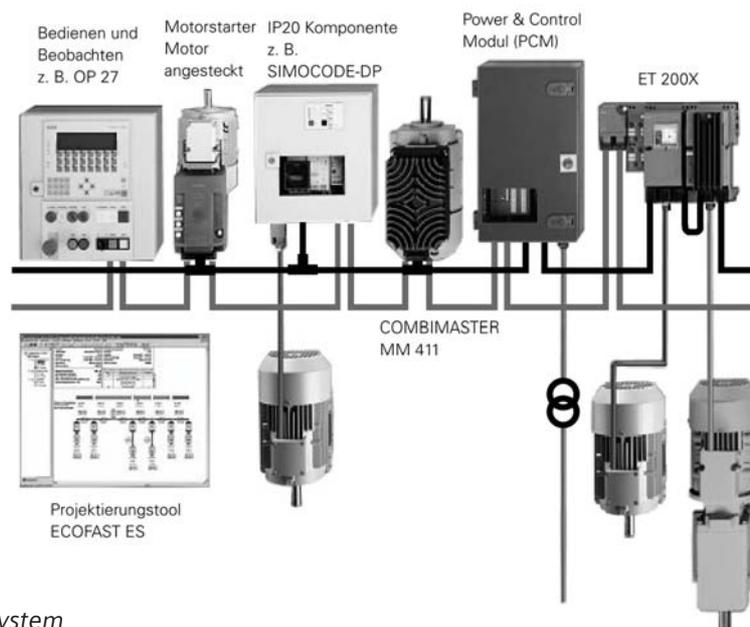 Bedienen und
Beobachten
z. B. OP 27
Motorstarter
Motor
angesteckt
IP20 Komponente
z. B.
SIMOCODE-DP
Power & Control
Modul (PCM)
ET 200X
COMBIMASTER
MM 411
Projektierungstool
ECOFAST ES
ystem